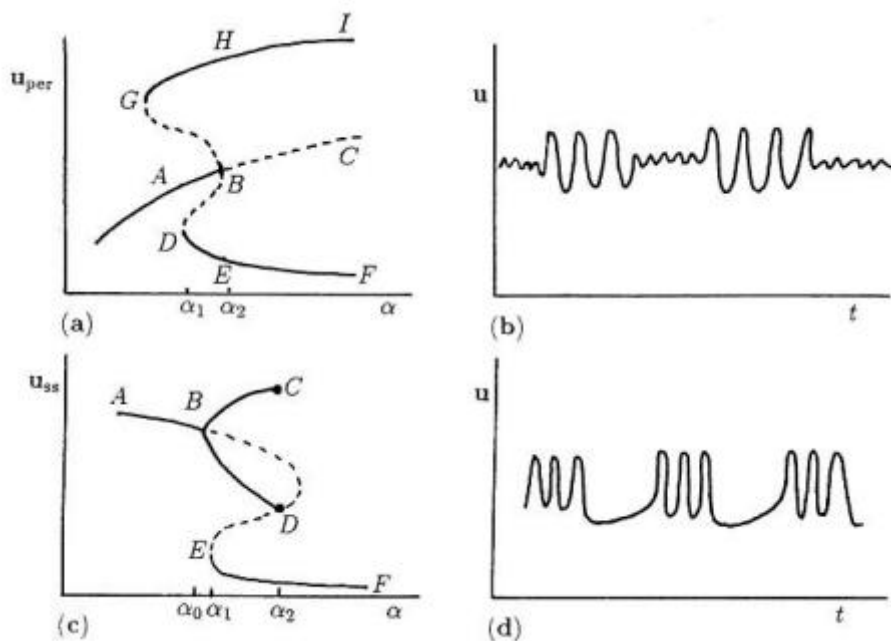 u_per
G
H
I
A
B
C
D
E
F
α₁ α₂ α
(a)
u
t
(b)
u_ss
A
B
C
D
E
F
α₀ α₁ α₂ α
(c)
u
t
(d)